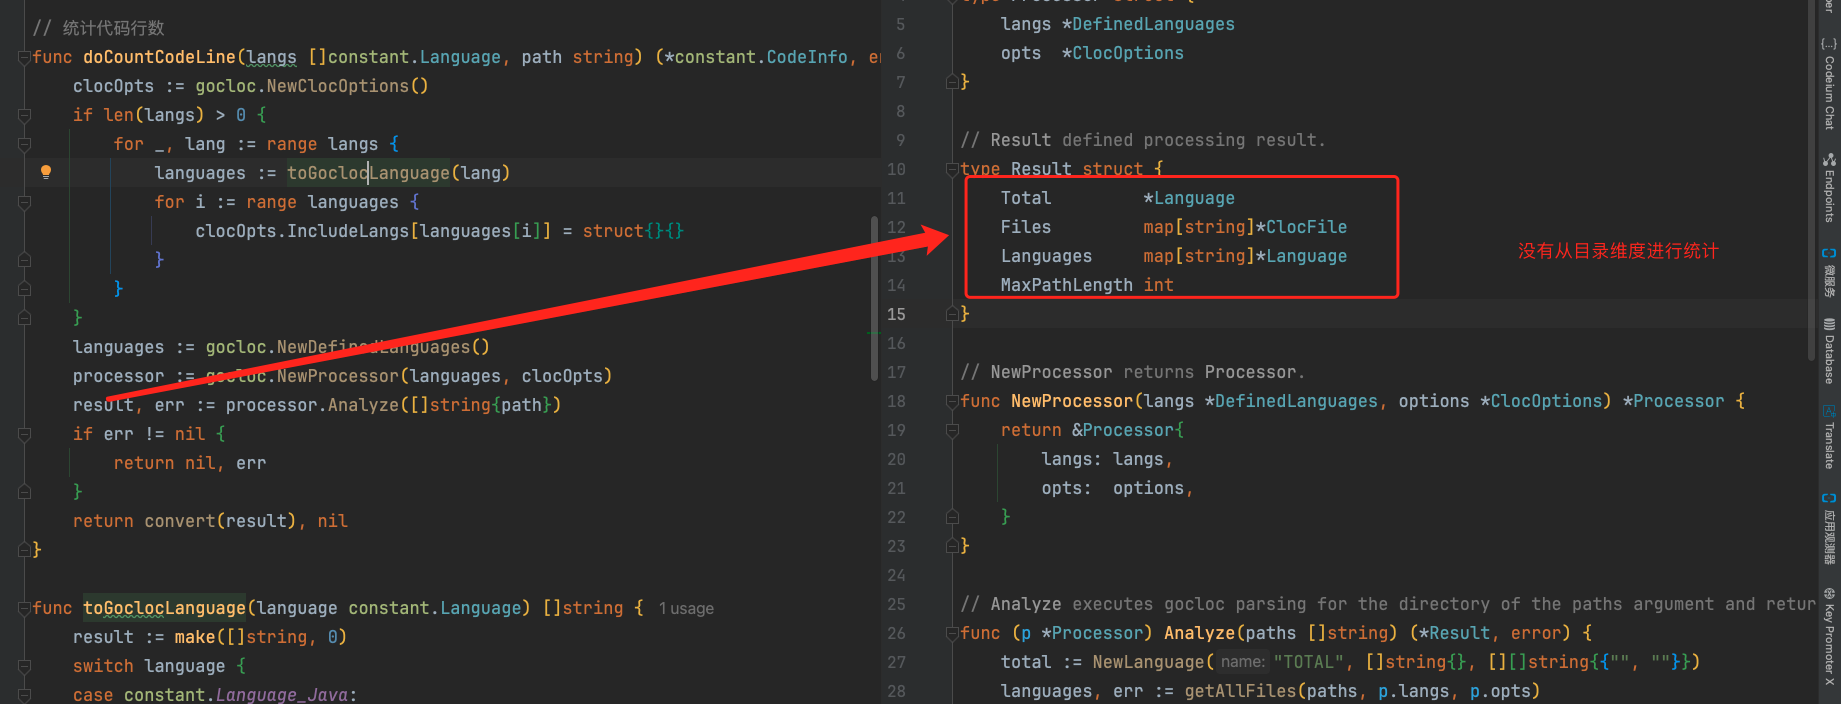 // 统计代码行数
func doCountCodeLine(langs []constant.Language, path string) (*constant.CodeInfo, er
clocOpts := gocloc.NewClocOptions()
if len(langs) > 0 {
for _, lang := range langs {
languages := toGoclocLanguage(lang)
for i := range languages {
clocOpts.IncludeLangs[languages[i]] = struct{}{}
}
}
}
languages := gocloc.NewDefinedLanguages()
processor := gocloc.NewProcessor(languages, clocOpts)
result, err := processor.Analyze([]string{path})
if err != nil {
return nil, err
}
return convert(result), nil
}
func toGoclocLanguage(language constant.Language) []string { 1 usage
result := make([]string, 0)
switch language {
case constant.Language_Java:
4 type Processor struct {
5 langs *DefinedLanguages
6 opts *ClocOptions
7 }
8
9 // Result defined processing result.
10 type Result struct {
11 Total *Language
12 Files map[string]*ClocFile
13 Languages map[string]*Language
14 MaxPathLength int
15 }
16
17 // NewProcessor returns Processor.
18 func NewProcessor(langs *DefinedLanguages, options *ClocOptions) *Processor {
19 return &Processor{
20 langs: langs,
21 opts: options,
22 }
23 }
24
25 // Analyze executes gocloc parsing for the directory of the paths argument and retur
26 func (p *Processor) Analyze(paths []string) (*Result, error) {
27 total := NewLanguage( name: "TOTAL", []string{}, [][]string{{"", ""}})
28 languages, err := getAllFiles(paths, p.langs, p.opts)
没有从目录维度进行统计
per
{...} Codeium Chat
Endpoints
微服务
Database
Translate
应用观测器
Key Promoter X